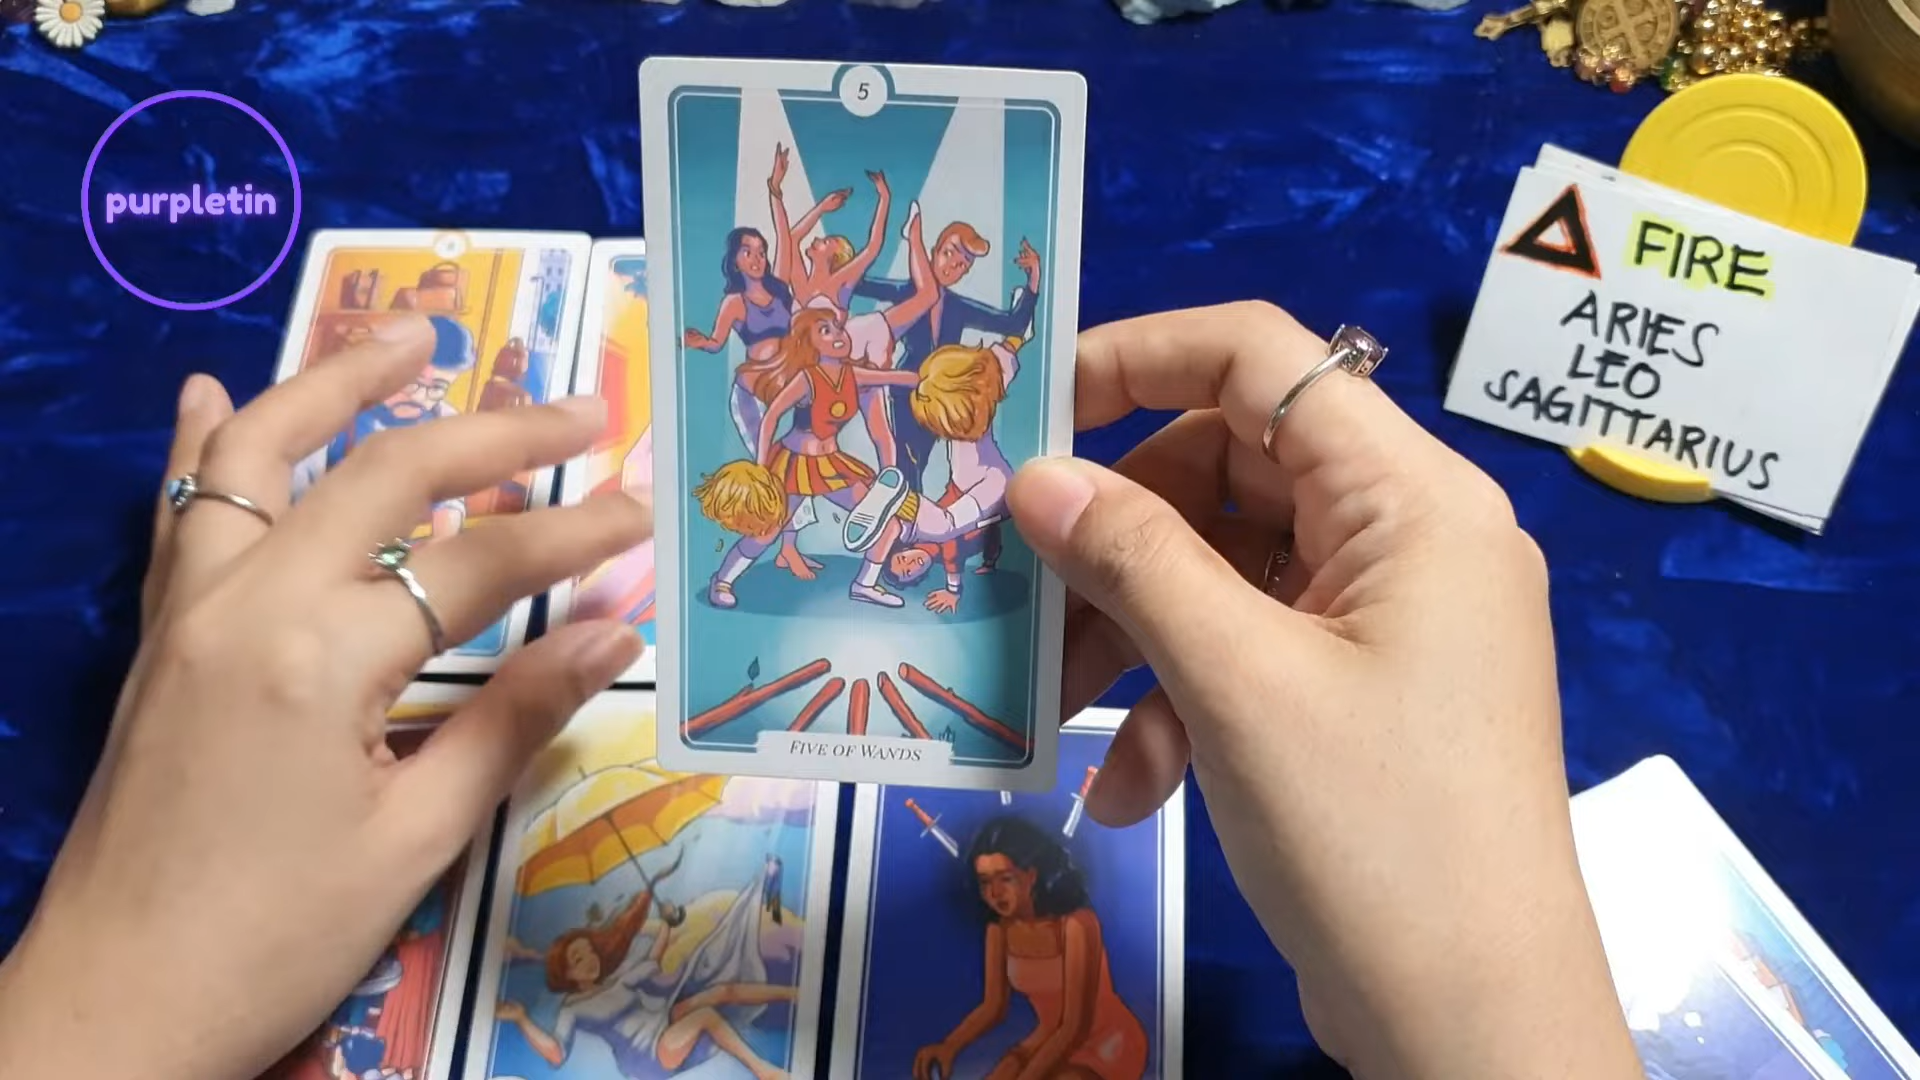 5
purpletin
FIRE
ARIES
LEO
SAGITTARIUS
FIVE OF WANDS